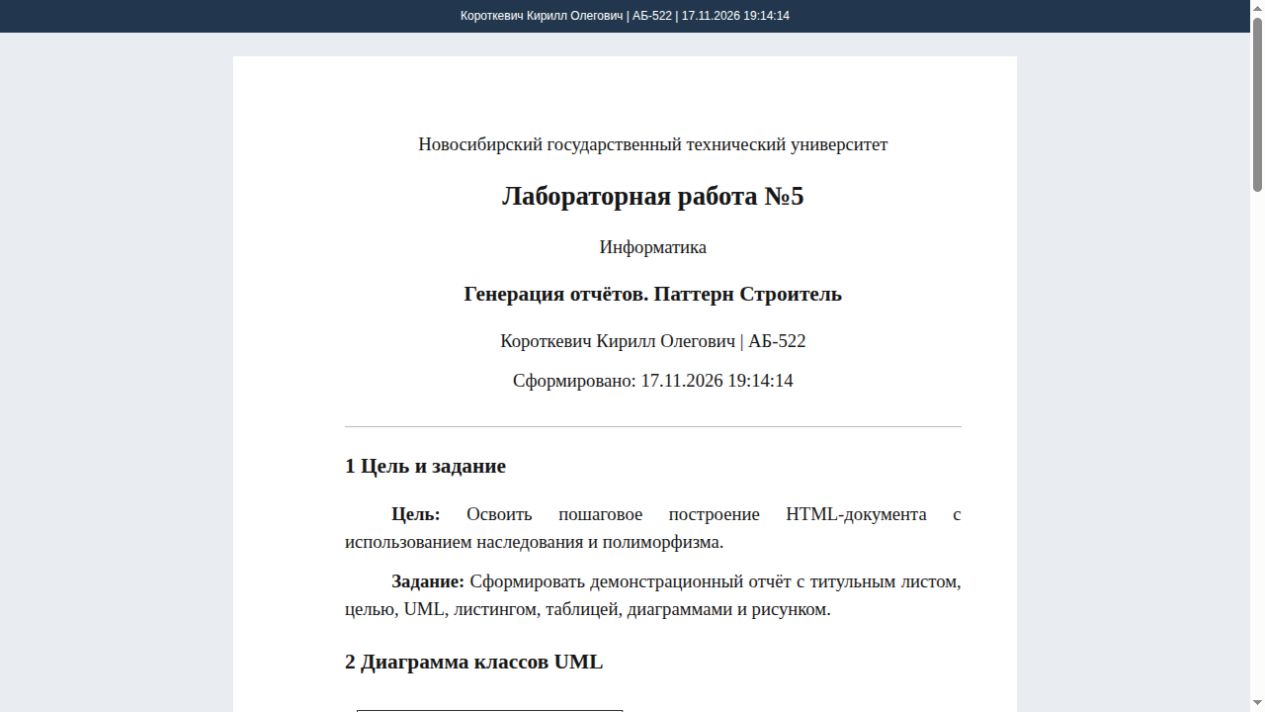 Короткевич Кирилл Олегович | АБ-522 | 17.11.2026 19:14:14
Новосибирский государственный технический университет
Лабораторная работа №5
Информатика
Генерация отчётов. Паттерн Строитель
Короткевич Кирилл Олегович | АБ-522
Сформировано: 17.11.2026 19:14:14
1 Цель и задание
Цель: Освоить пошаговое построение HTML-документа с
использованием наследования и полиморфизма.
Задание: Сформировать демонстрационный отчёт с титульным листом,
целью, UML, листингом, таблицей, диаграммами и рисунком.
2 Диаграмма классов UML